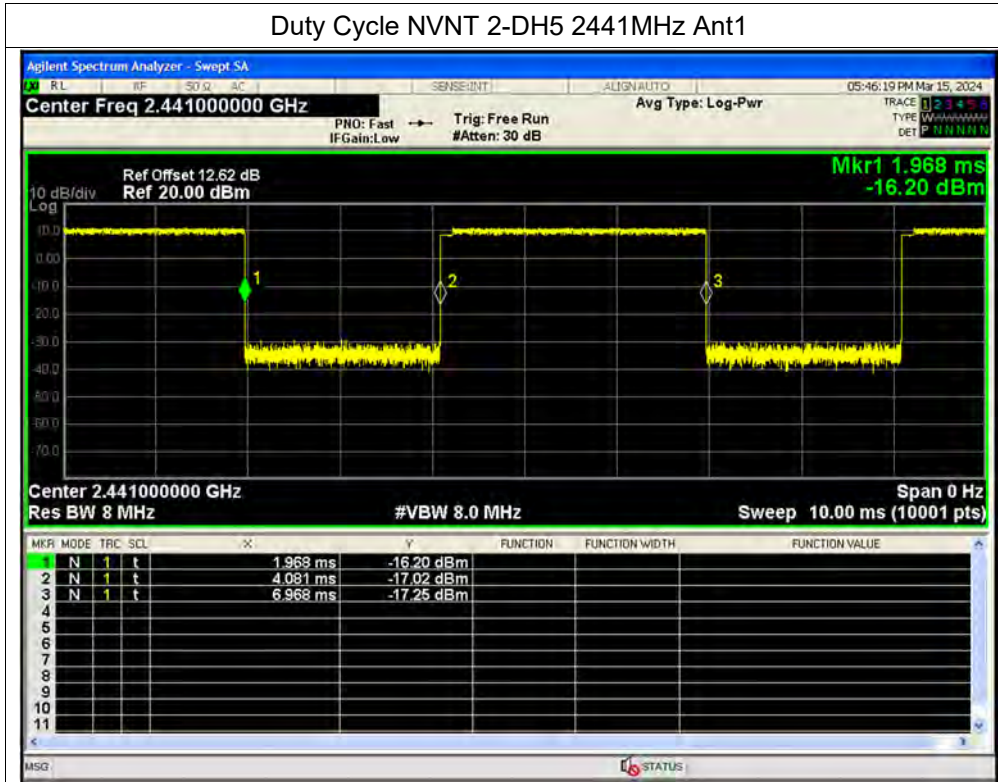 Duty Cycle NVNT 2-DH5 2441MHz Ant1
Agilent Spectrum Analyzer - Swept SA
LXI RL RF 50 Ω AC SENSE:INT ALIGN AUTO 05:46:19 PM Mar 15, 2024
Center Freq 2.441000000 GHz
PNO: Fast
IFGain:Low
Trig: Free Run
#Atten: 30 dB
Avg Type: Log-Pwr
TRACE 1 2 3 4 5 6
TYPE W
DET P N N N N N
Mkr1 1.968 ms
-16.20 dBm
Ref Offset 12.62 dB
10 dB/div Ref 20.00 dBm
Log
10.0
0.00
-10.0
-20.0
-30.0
-40.0
-50.0
-60.0
-70.0
1
2
3
Center 2.441000000 GHz Span 0 Hz
Res BW 8 MHz #VBW 8.0 MHz Sweep 10.00 ms (10001 pts)
MKR MODE TRC SCL X Y FUNCTION FUNCTION WIDTH FUNCTION VALUE
1 N 1 t 1.968 ms -16.20 dBm
2 N 1 t 4.081 ms -17.02 dBm
3 N 1 t 6.968 ms -17.25 dBm
4
5
6
7
8
9
10
11
MSG STATUS